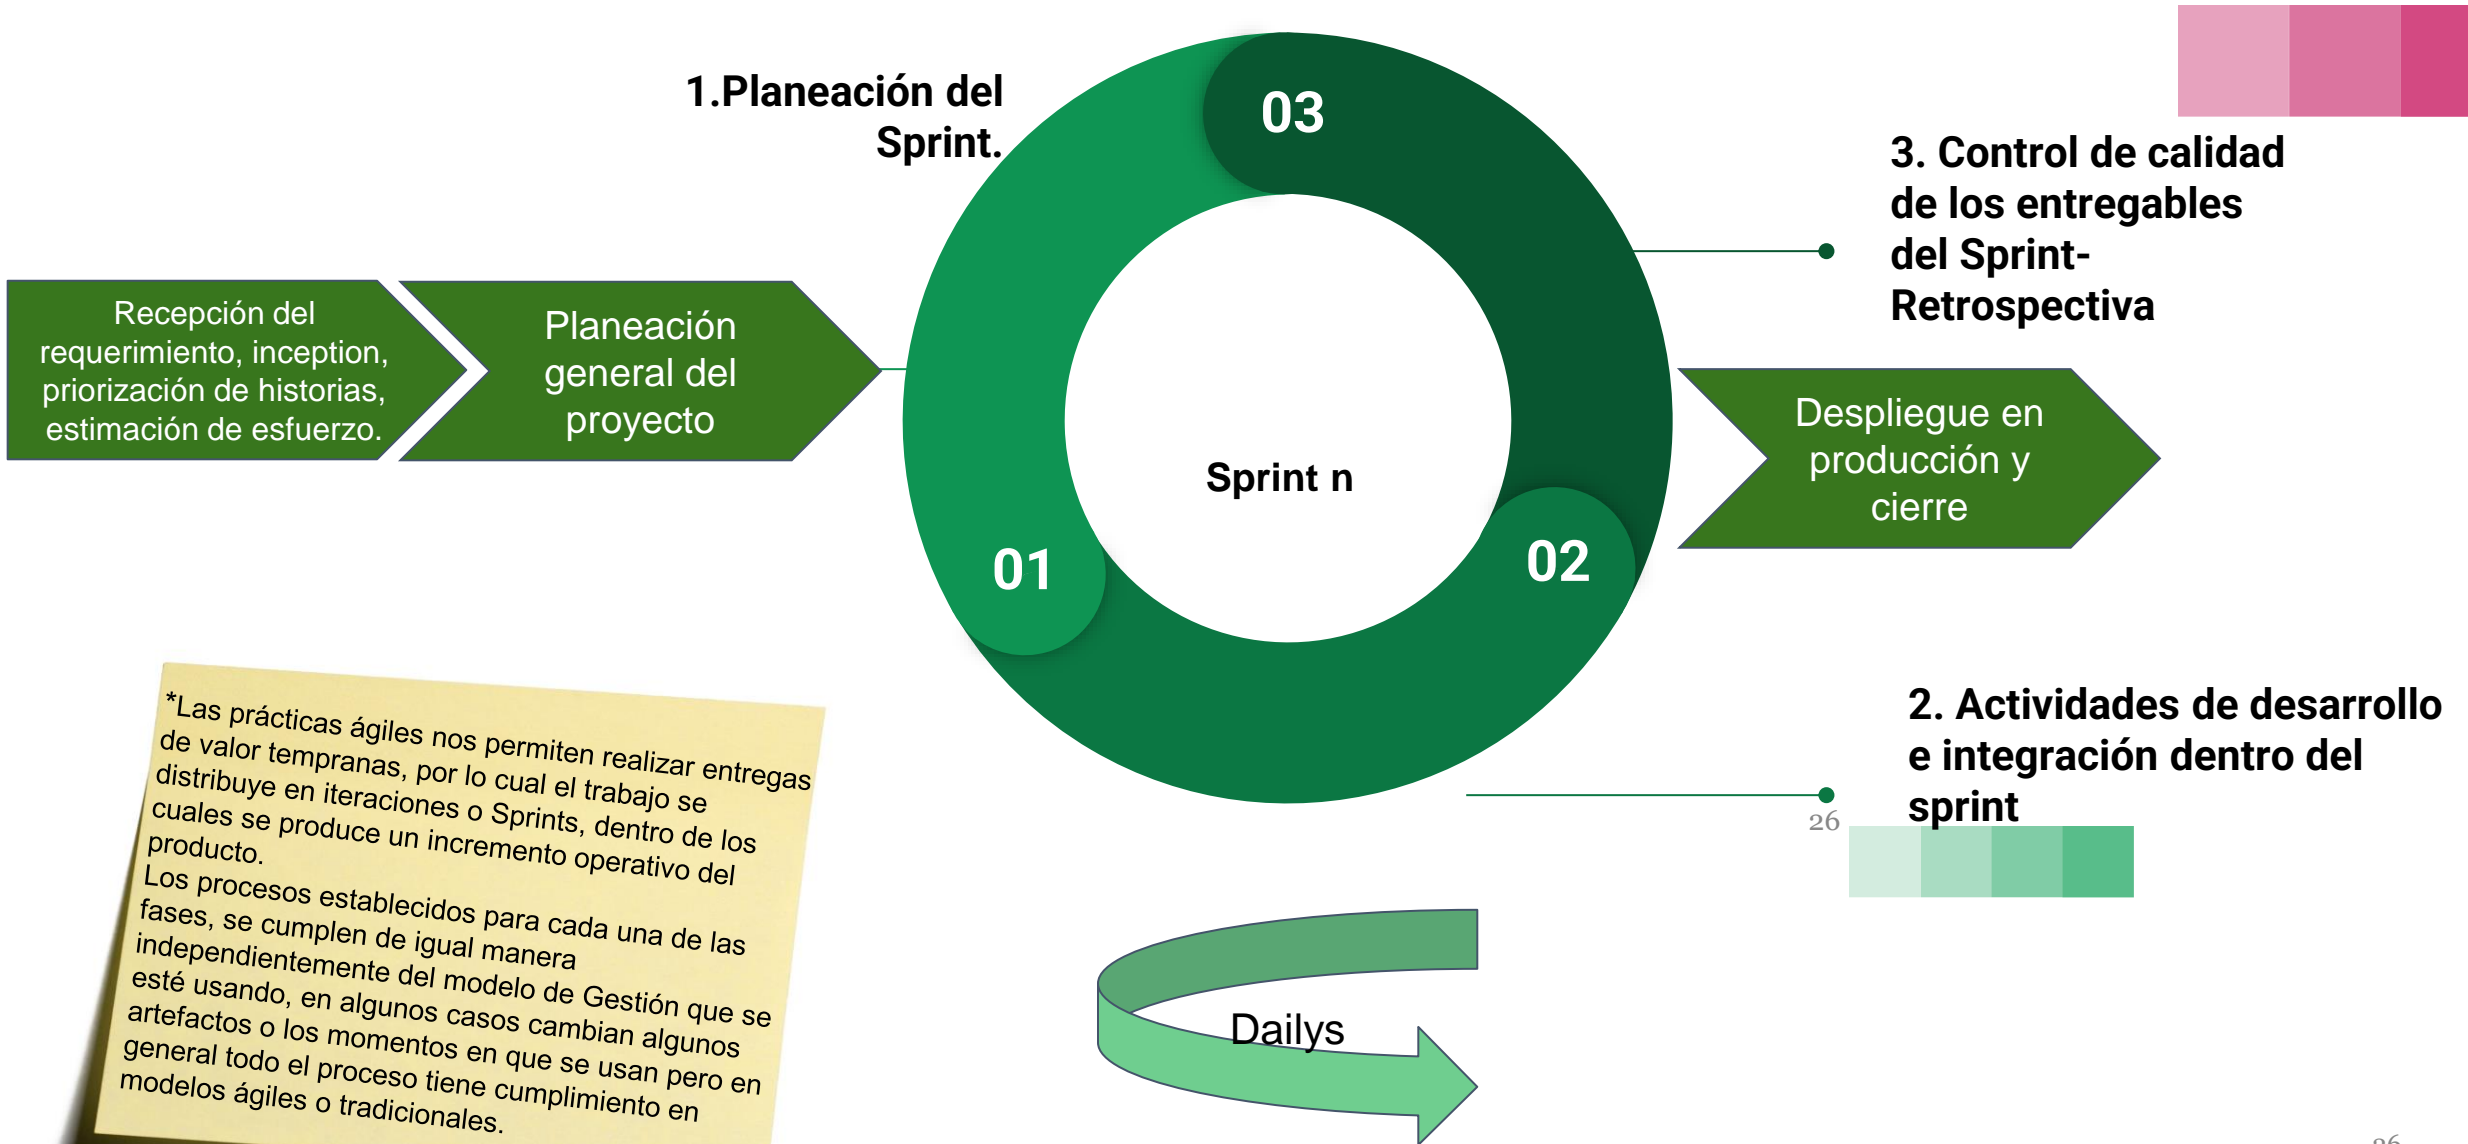 1.Planeación del
Sprint.
03
3. Control de calidad
de los entregables
del Sprint-
Retrospectiva
Recepción del
requerimiento, inception,
priorización de historias,
estimación de esfuerzo.
Planeación
general del
proyecto
Sprint n
Despliegue en
producción y
cierre
01
02
2. Actividades de desarrollo
e integración dentro del
sprint
26
*Las prácticas ágiles nos permiten realizar entregas
de valor tempranas, por lo cual el trabajo se
distribuye en iteraciones o Sprints, dentro de los
cuales se produce un incremento operativo del
producto.
Los procesos establecidos para cada una de las
fases, se cumplen de igual manera
independientemente del modelo de Gestión que se
esté usando, en algunos casos cambian algunos
artefactos o los momentos en que se usan pero en
general todo el proceso tiene cumplimiento en
modelos ágiles o tradicionales.
Dailys
26